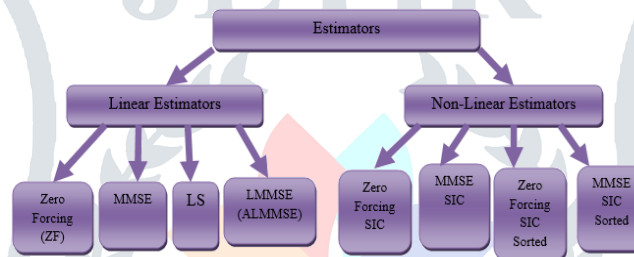 Estimators
Linear Estimators
Non-Linear Estimators
Zero
Forcing
(ZF)
MMSE
LS
LMMSE
(ALMMSE)
Zero
Forcing
SIC
MMSE
SIC
Zero
Forcing
SIC
Sorted
MMSE
SIC
Sorted